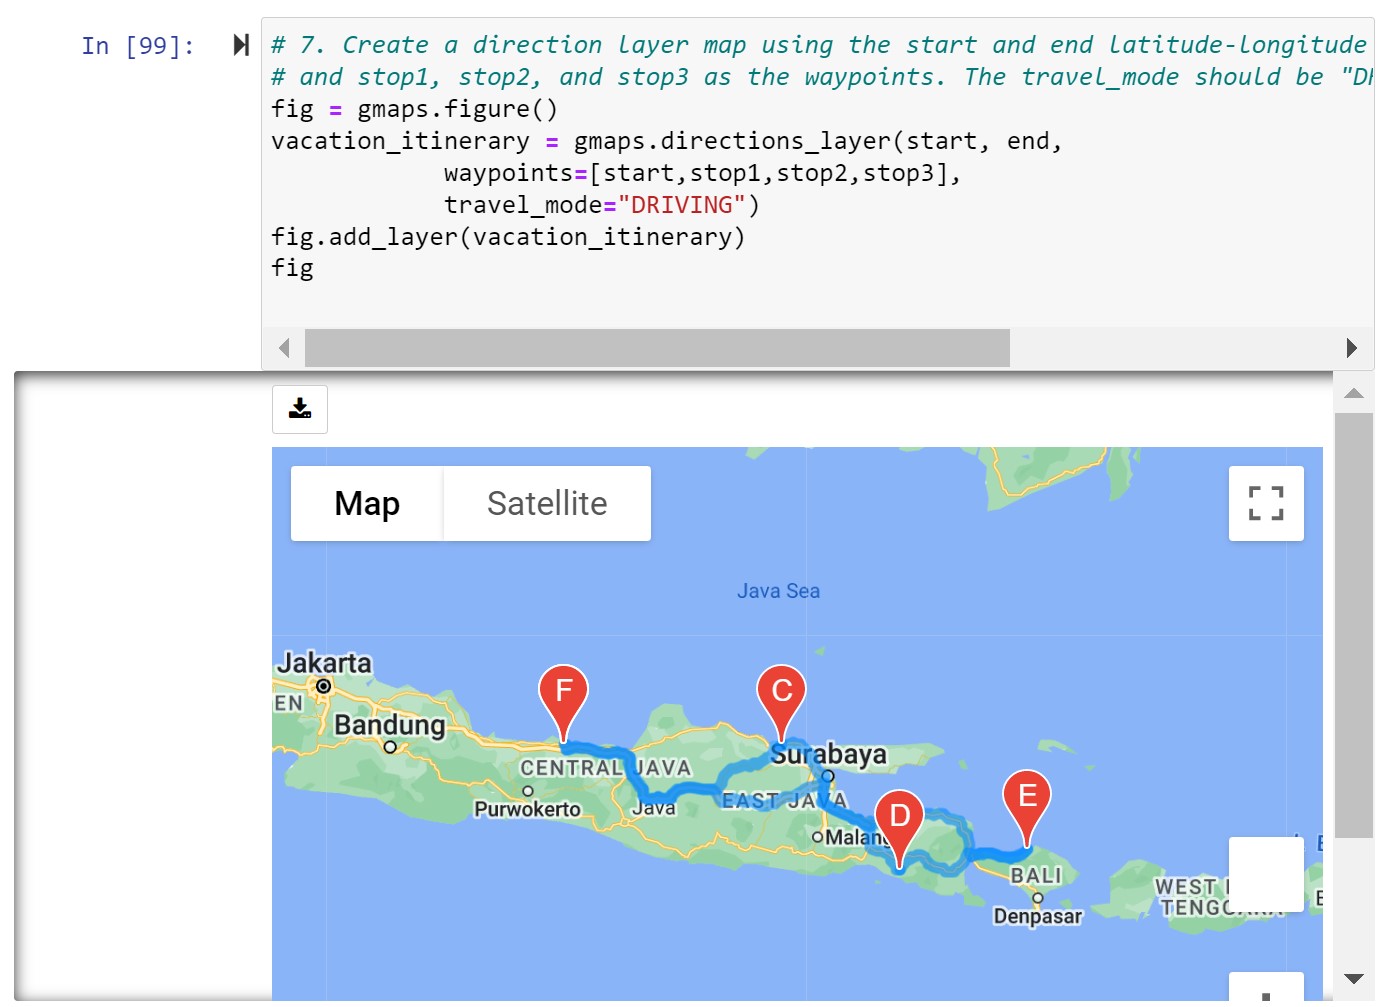 In [99]:
# 7. Create a direction layer map using the start and end latitude-longitude
# and stop1, stop2, and stop3 as the waypoints. The travel_mode should be "DR
fig = gmaps.figure()
vacation_itinerary = gmaps.directions_layer(start, end,
            waypoints=[start,stop1,stop2,stop3],
            travel_mode="DRIVING")
fig.add_layer(vacation_itinerary)
fig
Map
Satellite
Java Sea
Jakarta
EN
Bandung
F
C
Surabaya
CENTRAL JAVA
Purwokerto
Java
EAST JAVA
D
E
Malang
BALI
Denpasar
WEST
TENGGARA